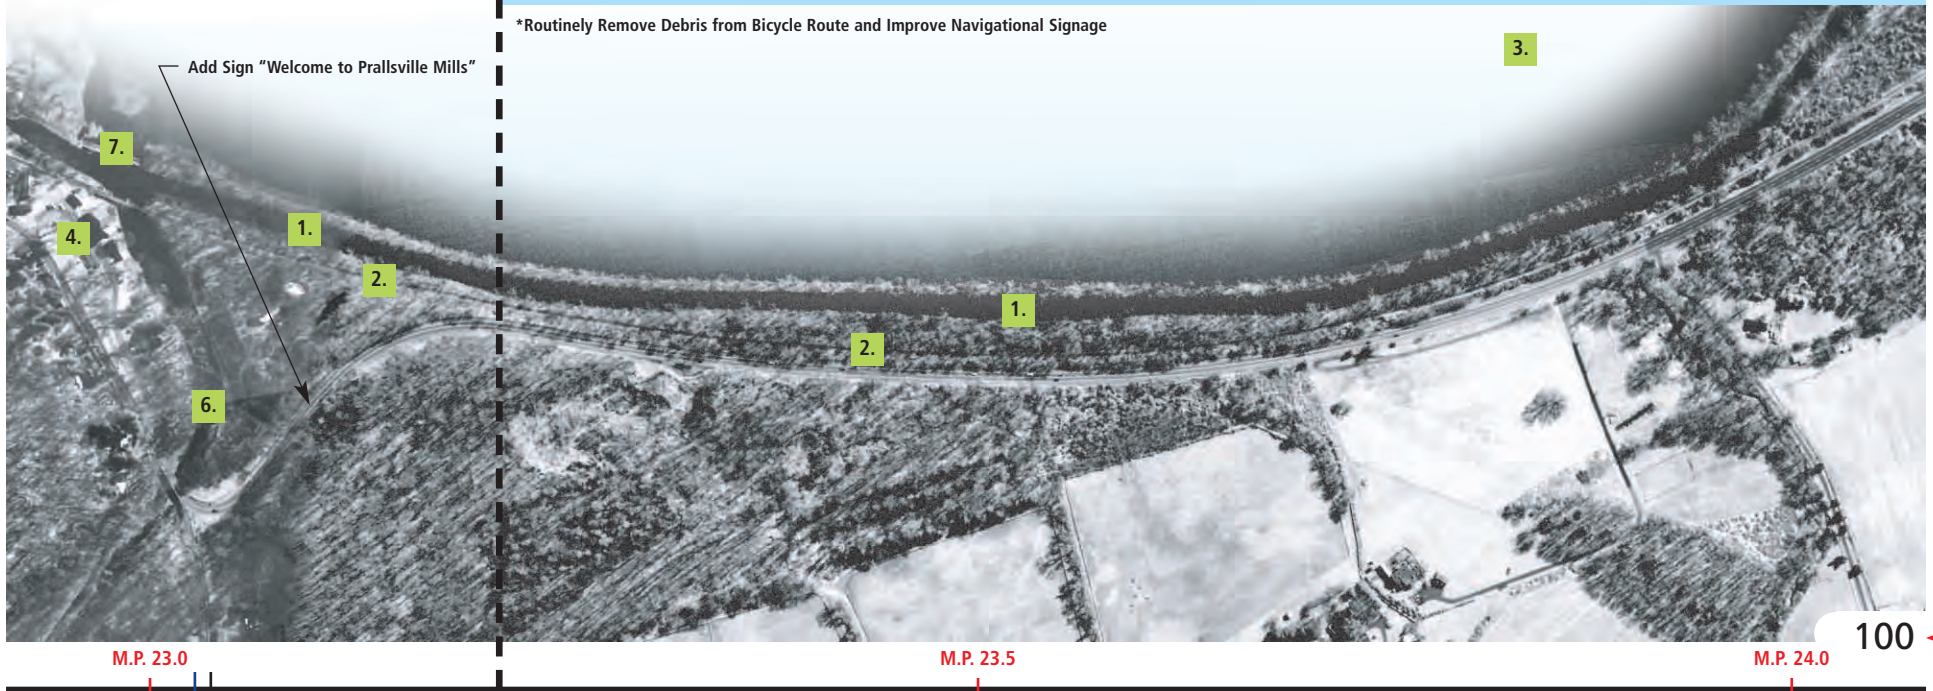 *Routinely Remove Debris from Bicycle Route and Improve Navigational Signage
3.
Add Sign “Welcome to Prallsville Mills”
7.
1.
4.
2.
1.
2.
6.
100
M.P. 23.0
M.P. 23.5
M.P. 24.0